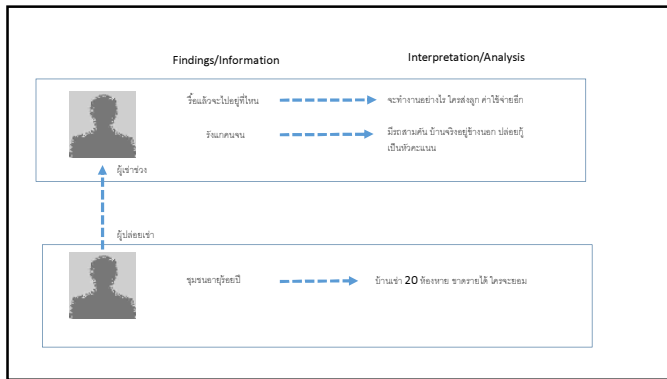 Findings/Information
Interpretation/Analysis
รื้อแล้วจะไปอยู่ที่ไหน
จะทำงานอย่างไร ใครส่งลูก ค่าใช้จ่ายอีก
รังแกคนจน
มีรถสามคัน บ้านจริงอยู่ข้างนอก ปล่อยกู้
เป็นหัวคะแนน
ผู้เช่าช่วง
ผู้ปล่อยเช่า
ชุมชนอายุร้อยปี
บ้านเช่า 20 ห้องหาย ขาดรายได้ ใครจะยอม